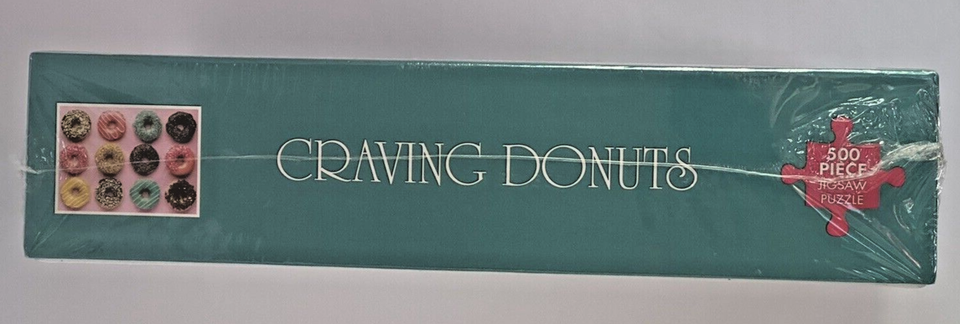 CRAVING DONUTS
500
PIECE
JIGSAW
PUZZLE